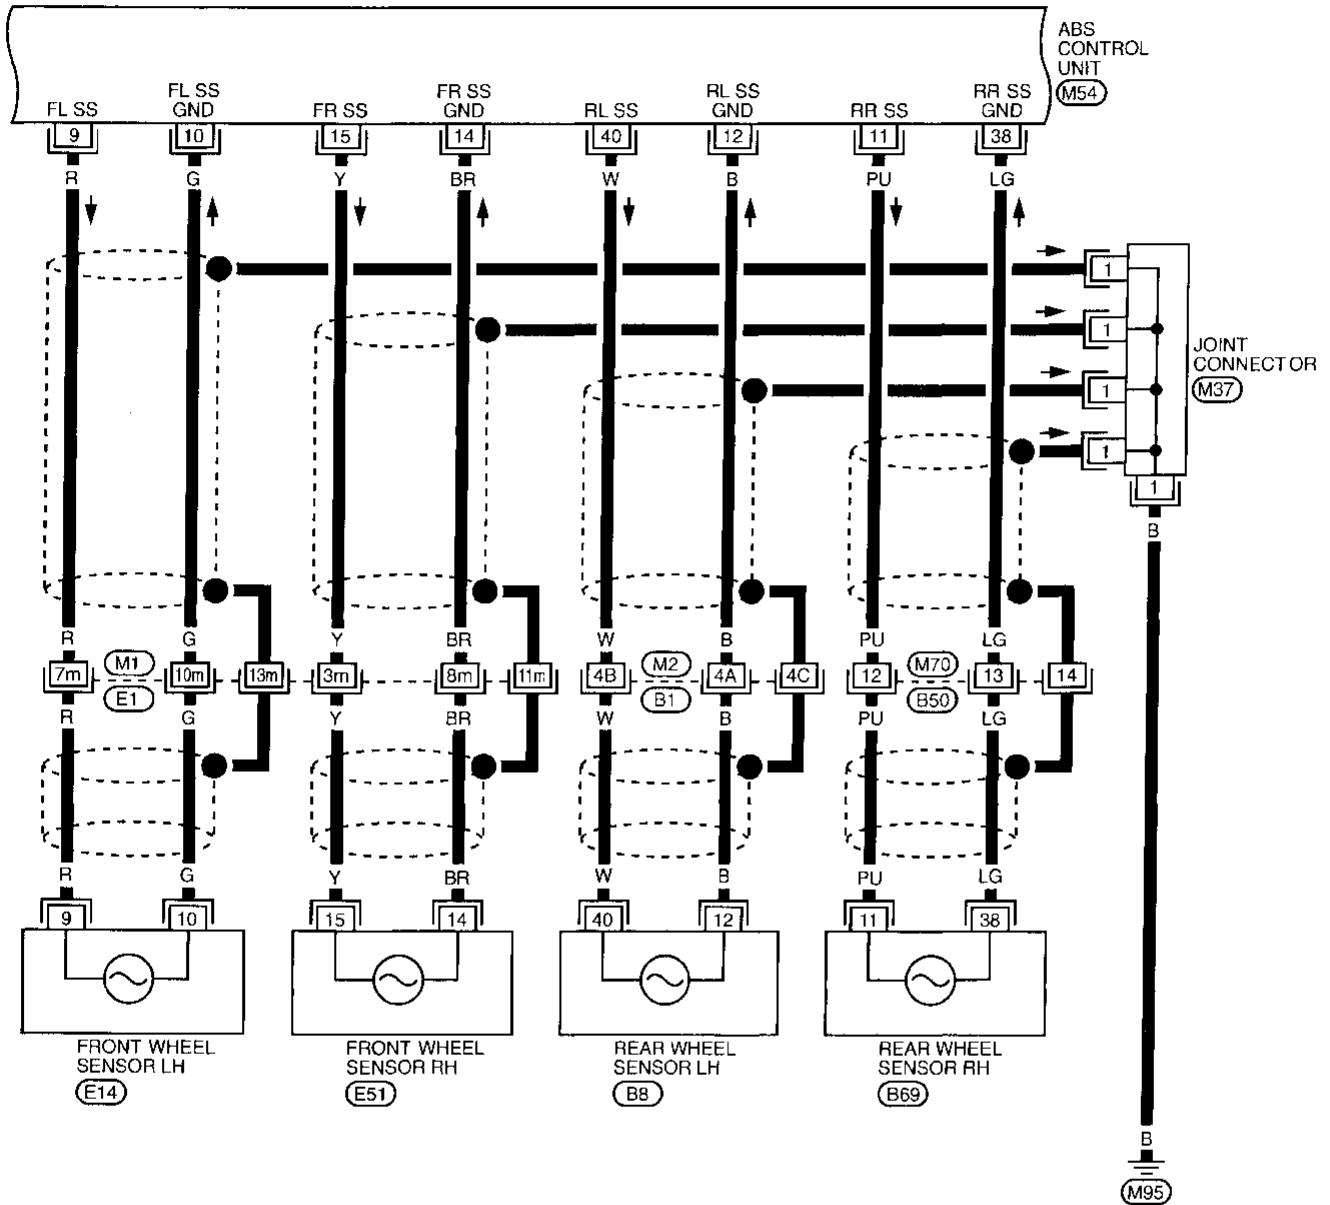 ABS
CONTROL
UNIT
M54
FL SS
FL SS
GND
FR SS
FR SS
GND
RL SS
RL SS
GND
RR SS
RR SS
GND
9 10 15 14 40 12 11 38
R G Y BR W B PU LG
1
1
1
1
JOINT
CONNECTOR
M37
1
B
R G Y BR W B PU LG
7m M1 10m 13m 3m 8m 11m 4B M2 4A 4C 12 M70 13 14
E1 B1 B50
R G Y BR W B PU LG
R G Y BR W B PU LG
9 10 15 14 40 12 11 38
FRONT WHEEL
SENSOR LH
E14
FRONT WHEEL
SENSOR RH
E51
REAR WHEEL
SENSOR LH
B8
REAR WHEEL
SENSOR RH
B69
B
M95